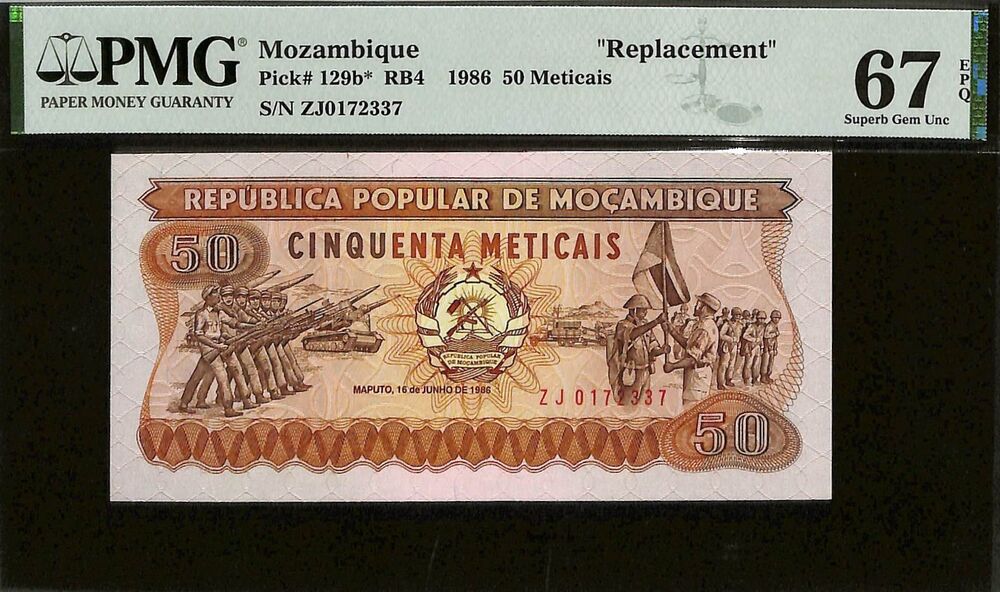 PMG®
PAPER MONEY GUARANTY
Mozambique "Replacement"
Pick# 129b* RB4 1986 50 Meticais
S/N ZJ0172337
67
EPQ
Superb Gem Unc
REPÚBLICA POPULAR DE MOÇAMBIQUE
50 CINQUENTA METICAIS
REPÚBLICA POPULAR
DE MOÇAMBIQUE
MAPUTO, 16 de JUNHO DE 1986
ZJ 0172337
50